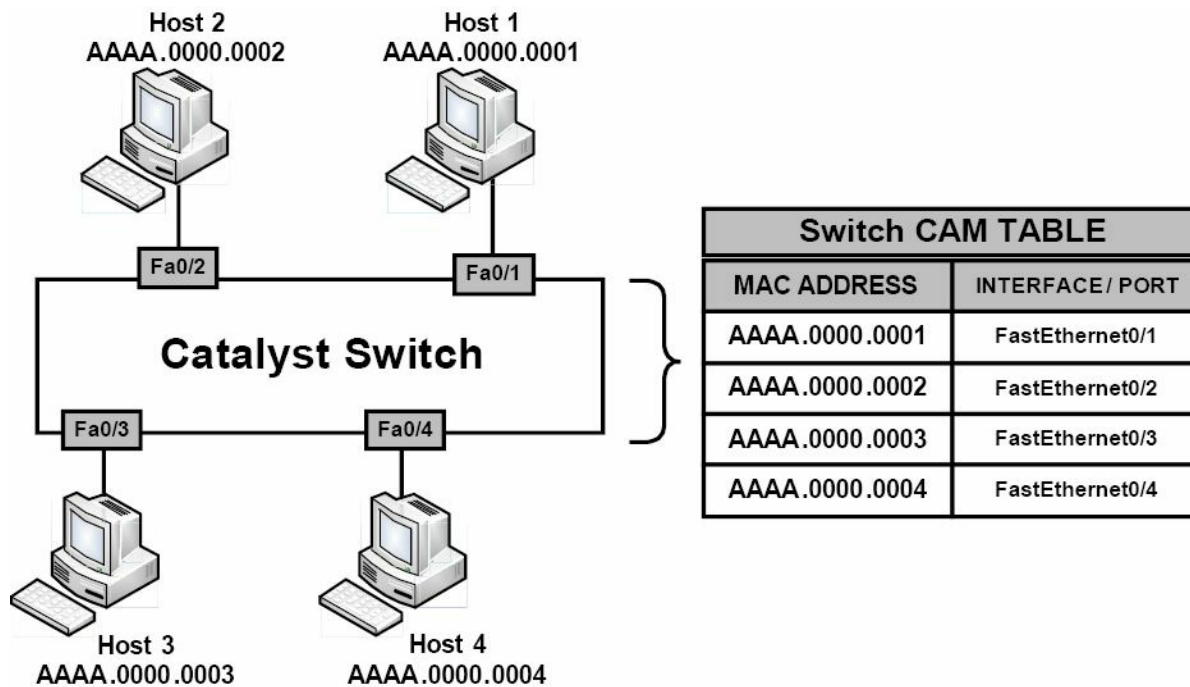 Host 2
AAAA.0000.0002
Host 1
AAAA.0000.0001
Fa0/2
Fa0/1
Catalyst Switch
Fa0/3
Fa0/4
Host 3
AAAA.0000.0003
Host 4
AAAA.0000.0004
Switch CAM TABLE
MAC ADDRESS INTERFACE / PORT
AAAA.0000.0001 FastEthernet0/1
AAAA.0000.0002 FastEthernet0/2
AAAA.0000.0003 FastEthernet0/3
AAAA.0000.0004 FastEthernet0/4